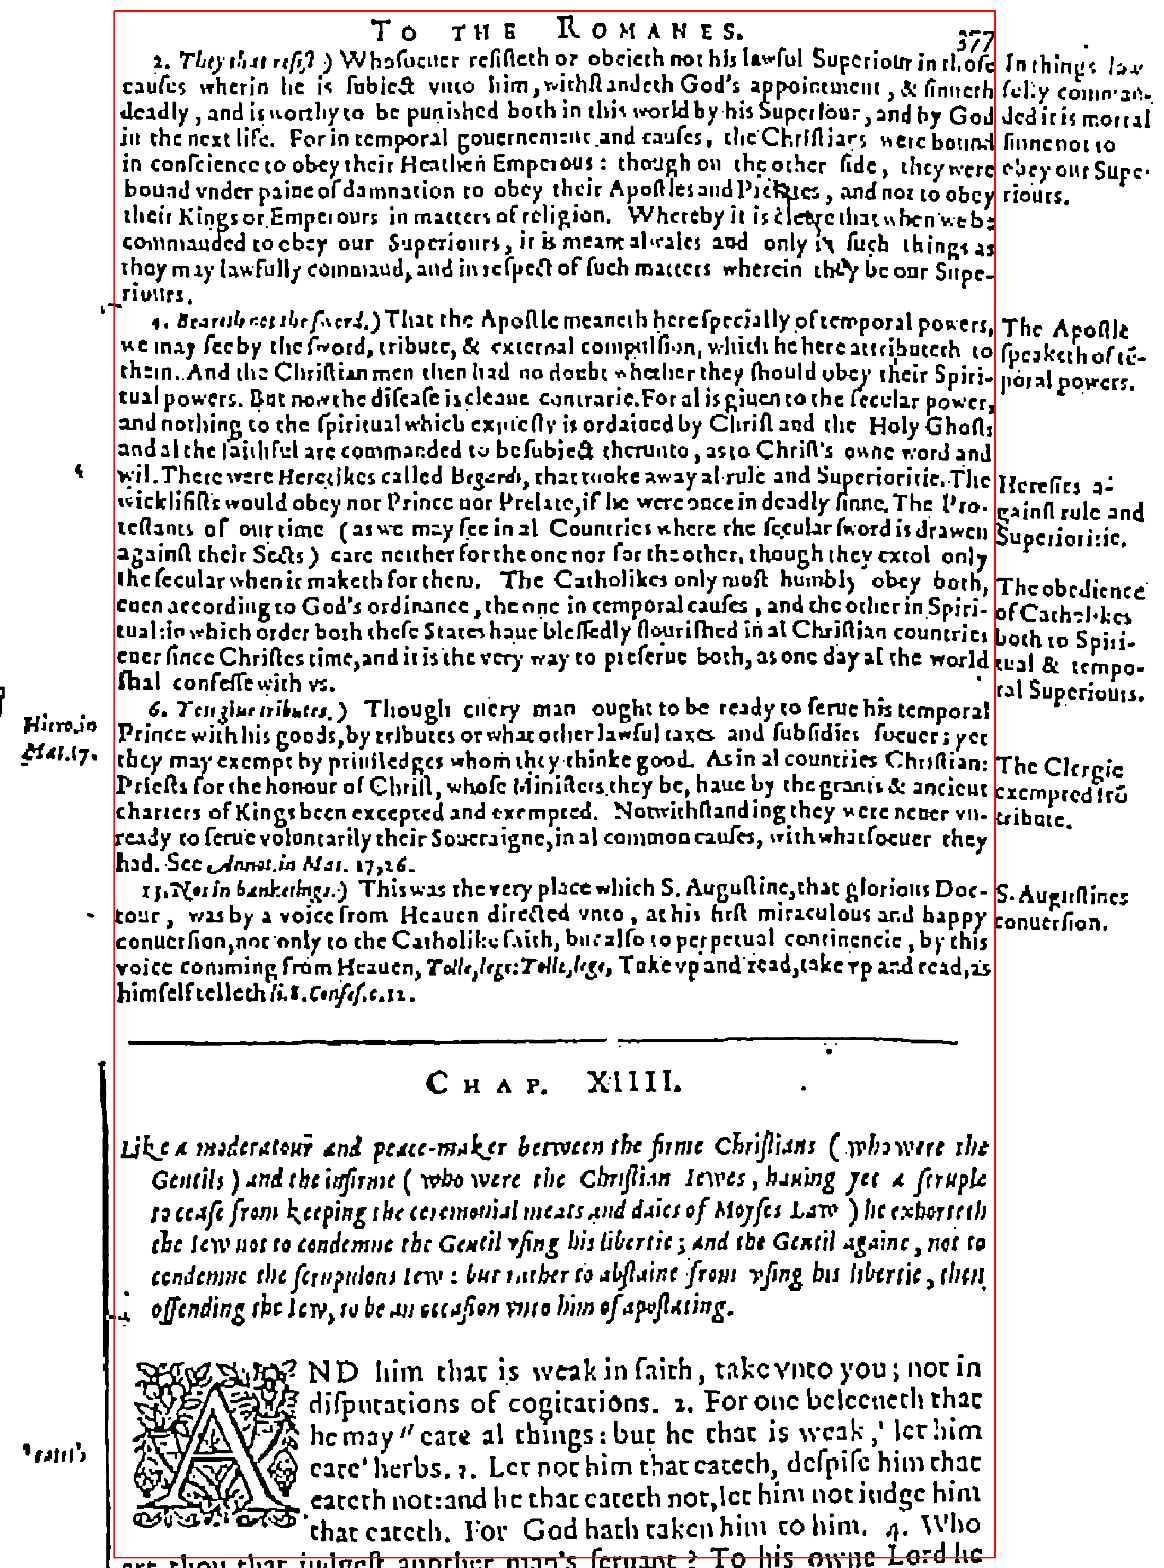 TO THE ROMANES.
377
2. They that resist.) Whosoeuer resisteth or obeieth not his lawful Superiour in those
causes wherin he is subiect vnto him, withstandeth God's appointment, & sinneth
deadly, and is worthy to be punished both in this world by his Superiour, and by God
in the next life. For in temporal gouernement and causes, the Christians were bound
in conscience to obey their Heathen Emperous: though on the other side, they were
bound vnder paine of damnation to obey their Apostles and Prelates, and not to obey
their Kings or Emperours in matters of religion. Whereby it is cleare that when we be
commanded to obey our Superiours, it is meant alwaies and only in such things as
they may lawfully command, and in respect of such matters wherein they be our Supe-
riours.
In things law-
fully comman-
ded it is mortal
sinne not to
obey our Supe-
riours.
4. Beareth not the sword.) That the Apostle meaneth here specially of temporal powers,
we may see by the sword, tribute, & external compulsion, which he here attributeth to
them. And the Christian men then had no doubt whether they should obey their Spiri-
tual powers. But now the disease is cleane contrarie. For al is giuen to the secular power,
and nothing to the spiritual which expresly is ordained by Christ and the Holy Ghost;
and al the faithful are commanded to be subiect therunto, as to Christ's owne word and
wil. There were Heretikes called Begardi, that tooke away al rule and Superioritie. The
wicklifists would obey nor Prince nor Prelate, if he were once in deadly sinne. The Pro-
testants of our time (as we may see in al Countries where the secular sword is drawen
against their Sects) care neither for the one nor for the other, though they extol only
the secular when it maketh for them. The Catholikes only most humbly obey both,
euen according to God's ordinance, the one in temporal causes, and the other in Spiri-
tual: in which order both these States haue blessedly flourished in al Christian countries
euer since Christes time, and it is the very way to preserue both, as one day al the world
shal confesse with vs.
The Apostle
speaketh of tē-
poral powers.
Heresies a-
gainst rule and
Superioritie.
The obedience
of Catholikes
both to Spiri-
tual & tempo-
ral Superiours.
6. You giue tributes.) Though euery man ought to be ready to serue his temporal
Prince with his goods, by tributes or what other lawful taxes and subsidies soeuer; yet
they may exempt by priuiledges whom they thinke good. As in al countries Christian:
Priests for the honour of Christ, whose Ministers they be, haue by the grants & ancient
charters of Kings been excepted and exempted. Notwithstanding they were neuer vn-
ready to serue voluntarily their Soueraigne, in al common causes, with whatsoeuer they
had. See Annot. in Mat. 17, 26.
Hiero. in
Mat. 17.
The Clergie
exempted frō
tribute.
13. Not in banketings.) This was the very place which S. Augustine, that glorious Doc-
tour, was by a voice from Heauen directed vnto, at his first miraculous and happy
conuersion, not only to the Catholike faith, but also to perpetual continencie, by this
voice comming from Heauen, Tolle, lege: Tolle, lege, Take vp and read, take vp and read, as
himself telleth li. 8. Confes. c. 12.
S. Augustines
conuersion.
CHAP. XIIII.
Like a moderatour and peace-maker between the firme Christians (who were the
Gentils) and the infirme (who were the Christian Iewes, hauing yet a scruple
to cease from keeping the ceremonial meats and daies of Moyses Law) he exhorteth
the Iew not to condemne the Gentil vsing his libertie; and the Gentil againe, not to
condemne the scrupulous Iew: but rather to abstaine from vsing his libertie, then
offending the Iew, to be an occasion vnto him of apostating.
AND him that is weak in faith, take vnto you; not in
disputations of cogitations. 2. For one beleeueth that
he may " eate al things: but he that is weak, ' let him
eate' herbs. 3. Let not him that eateth, despise him that
eateth not: and he that eateth not, let him not iudge him
that eateth. For God hath taken him to him. 4. Who
art thou that iudgest another man's seruant? To his owne Lord he
' eateth